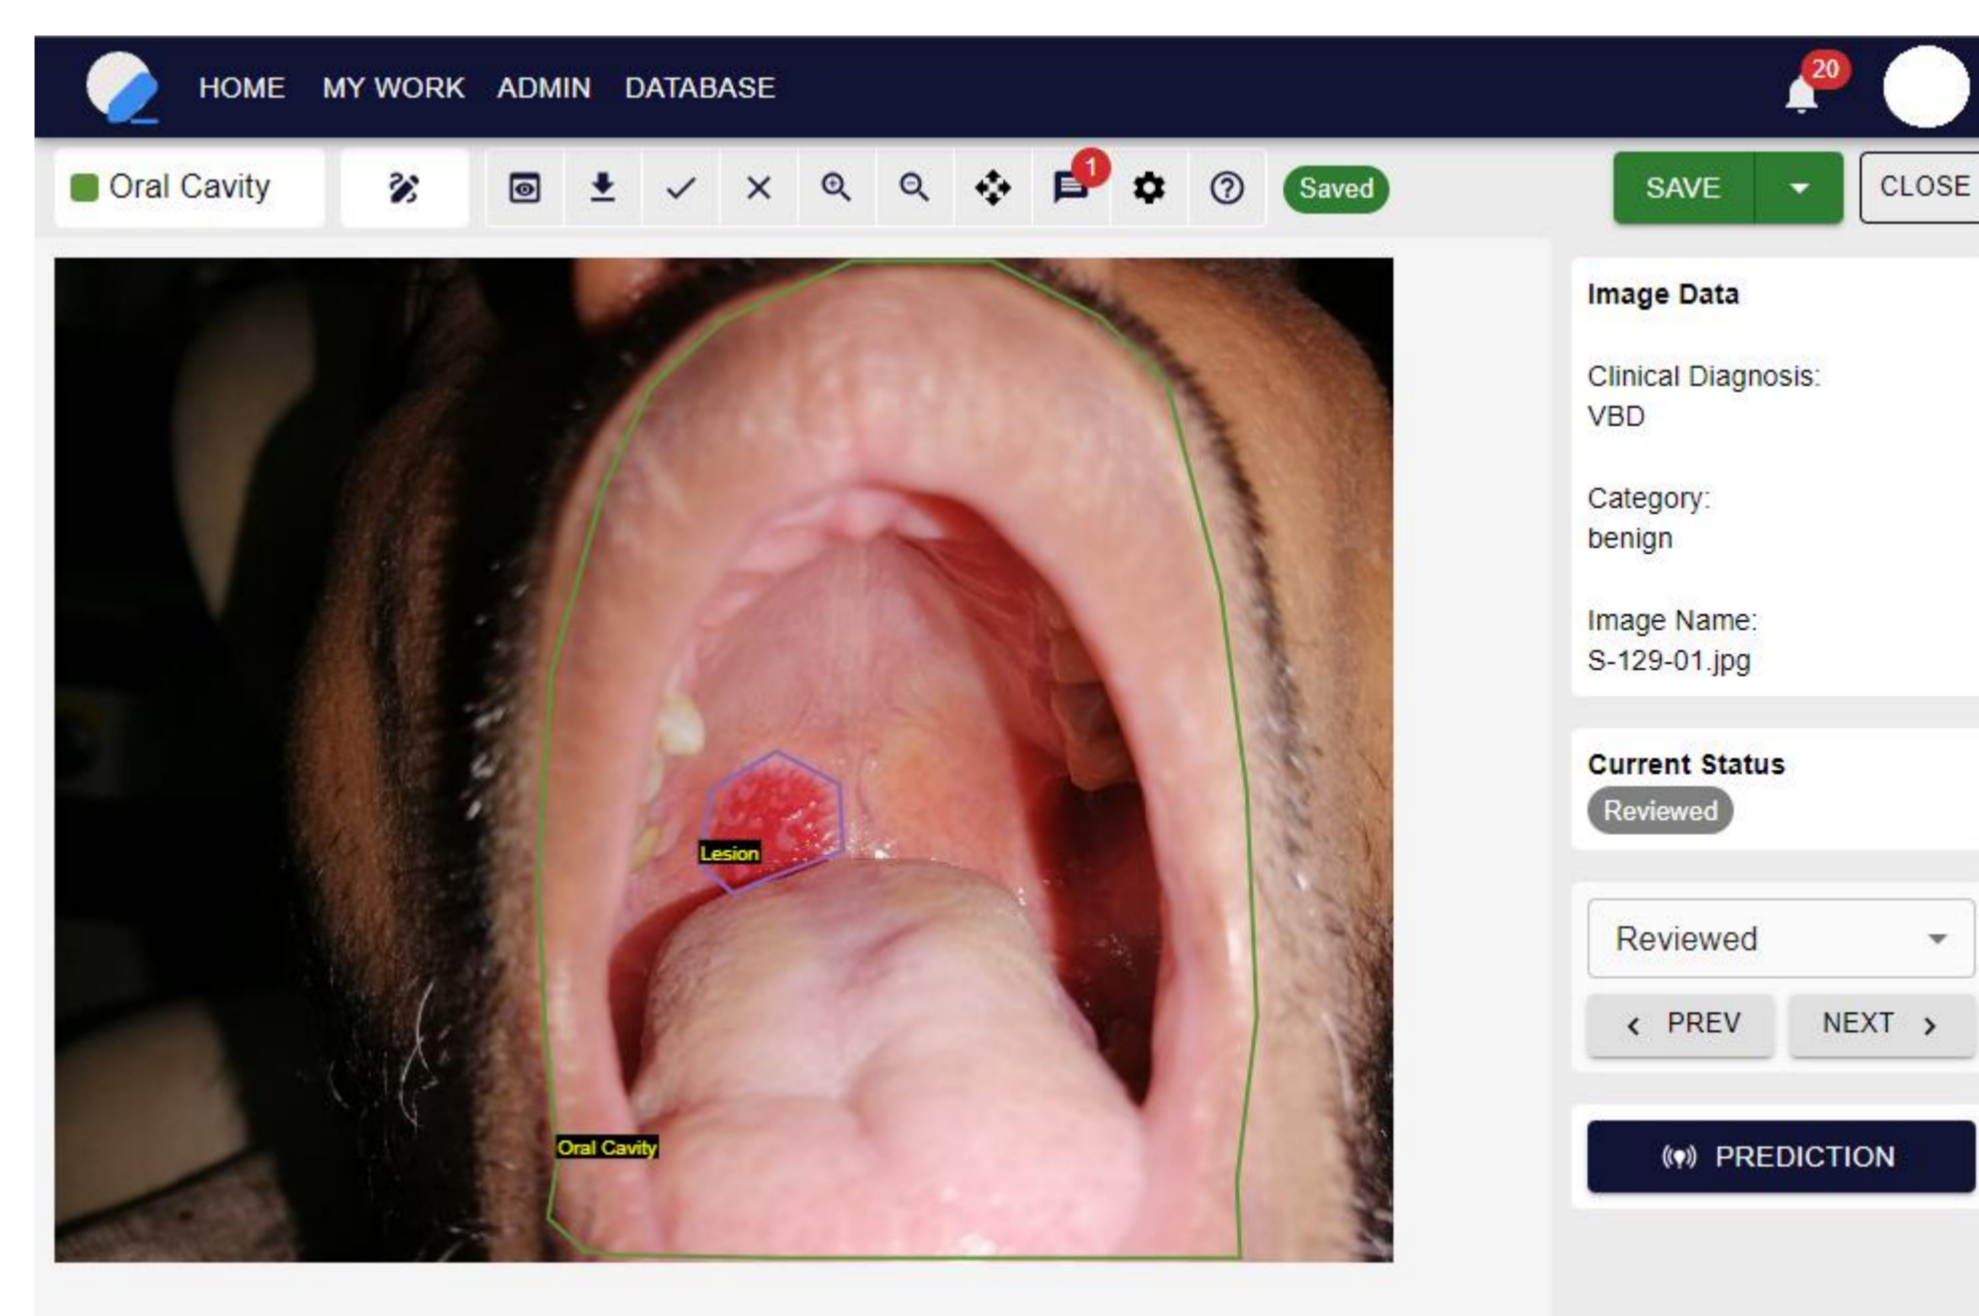 HOME MY WORK ADMIN DATABASE 20
Oral Cavity 1 Saved SAVE CLOSE
Image Data
Clinical Diagnosis:
VBD
Category:
benign
Image Name:
S-129-01.jpg
Current Status
Reviewed
Lesion
Reviewed
PREV NEXT
Oral Cavity
PREDICTION